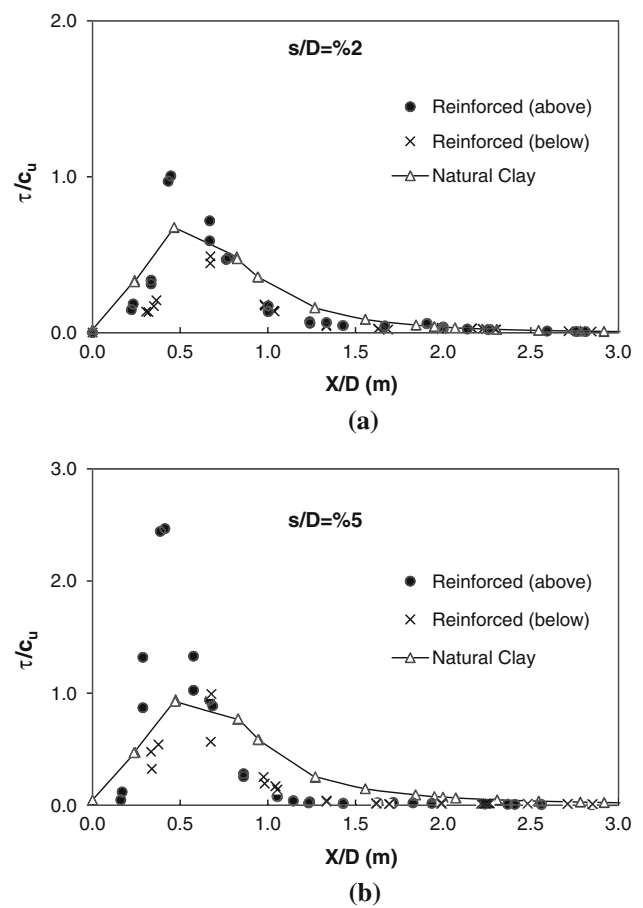 2.0
s/D=%2
Reinforced (above)
Reinforced (below)
Natural Clay
1.0
0.0
τ/cu
0.0 0.5 1.0 1.5 2.0 2.5 3.0
X/D (m)
(a)
3.0
s/D=%5
2.0
Reinforced (above)
Reinforced (below)
Natural Clay
1.0
0.0
τ/cu
0.0 0.5 1.0 1.5 2.0 2.5 3.0
X/D (m)
(b)